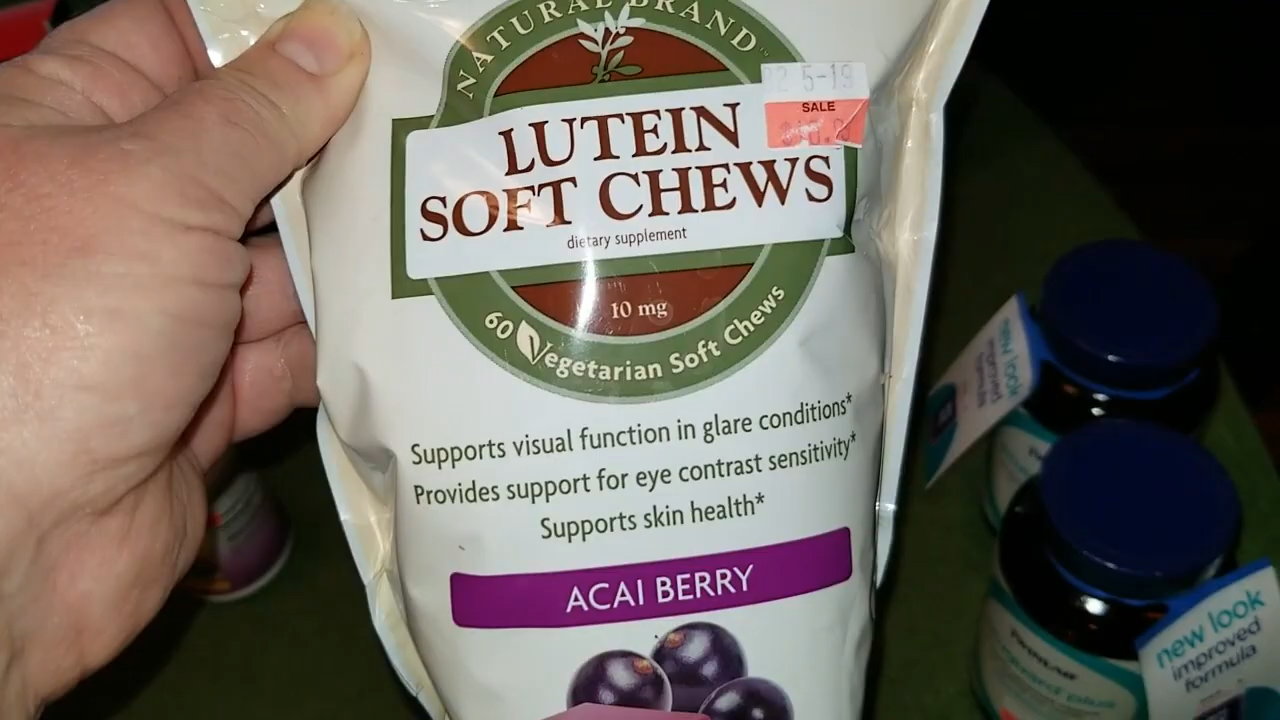 NATURAL BRAND™
5-19
SALE
LUTEIN
SOFT CHEWS
dietary supplement
10 mg
60 Vegetarian Soft Chews
Supports visual function in glare conditions*
Provides support for eye contrast sensitivity*
Supports skin health*
ACAI BERRY
new look
improved
formula
new look
improved
formula